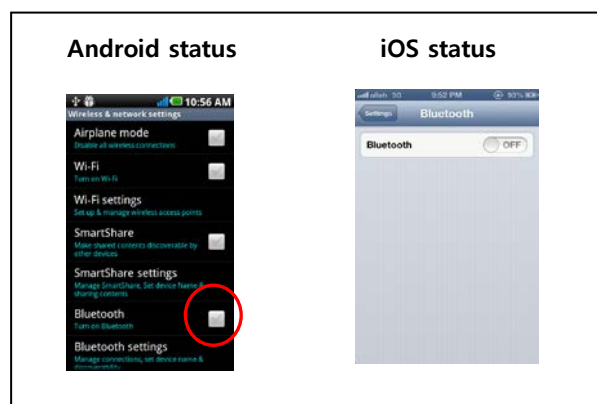 Android status
iOS status
10:56 AM
Wireless & network settings
Airplane mode
Disable all wireless connections
Wi-Fi
Turn on Wi-Fi
Wi-Fi settings
Set up & manage wireless access points
SmartShare
Make shared contents discoverable by
other devices
SmartShare settings
Manage SmartShare, Set device Name &
sharing contents
Bluetooth
Turn on Bluetooth
Bluetooth settings
Manage connections, set device name &
discoverability
3G 9:52 PM 93%
Settings Bluetooth
Bluetooth OFF